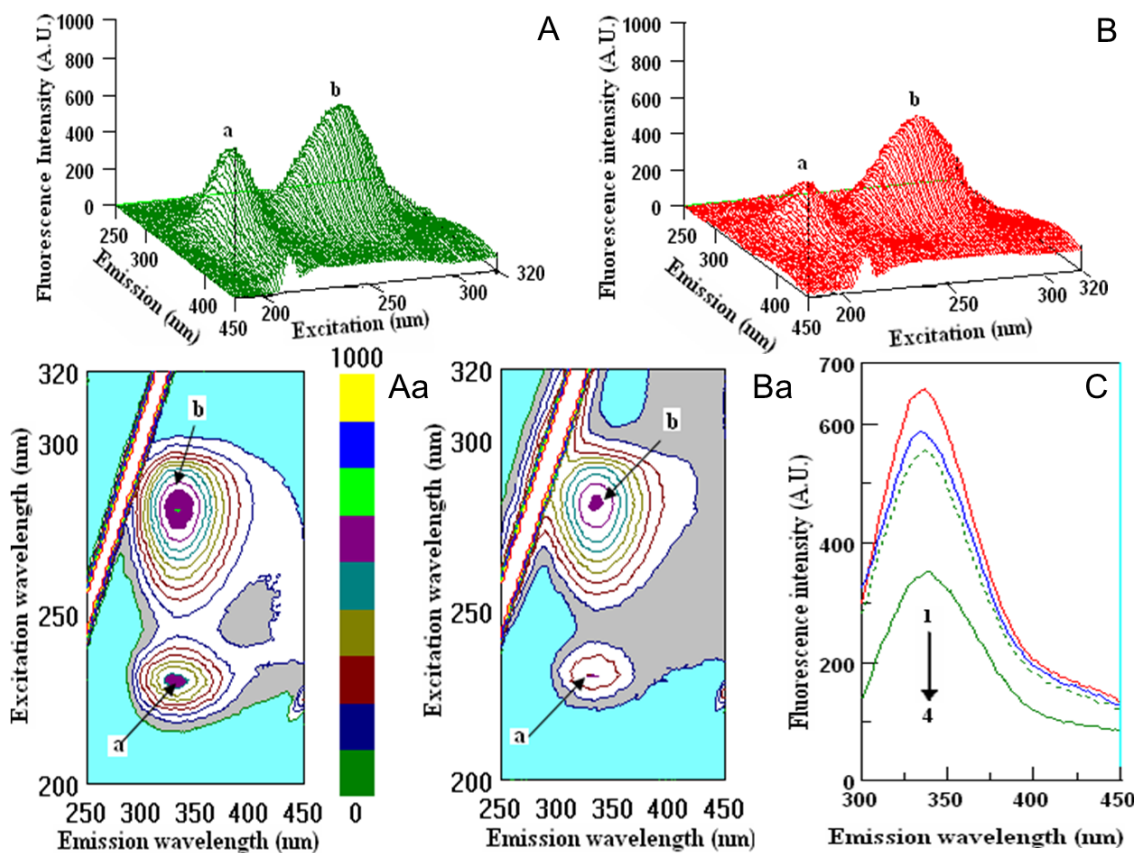 A
Fluorescence Intensity (A.U.)
1000
800
600
400
200
0
a
b
250
300
400
450
Emission (nm)
200
250
300
320
Excitation (nm)
B
Fluorescence intensity (A.U.)
1000
800
600
400
200
0
a
b
250
300
400
450
Emission (nm)
200
250
300
320
Excitation (nm)
Aa
Excitation wavelength (nm)
320
300
250
200
b
a
250 300 350 400 450
Emission wavelength (nm)
1000
0
Ba
Excitation wavelength (nm)
320
300
250
200
b
a
250 300 350 400 450
Emission wavelength (nm)
C
Fluorescence intensity (A.U.)
700
600
400
200
0
1
4
300 350 400 450
Emission wavelength (nm)